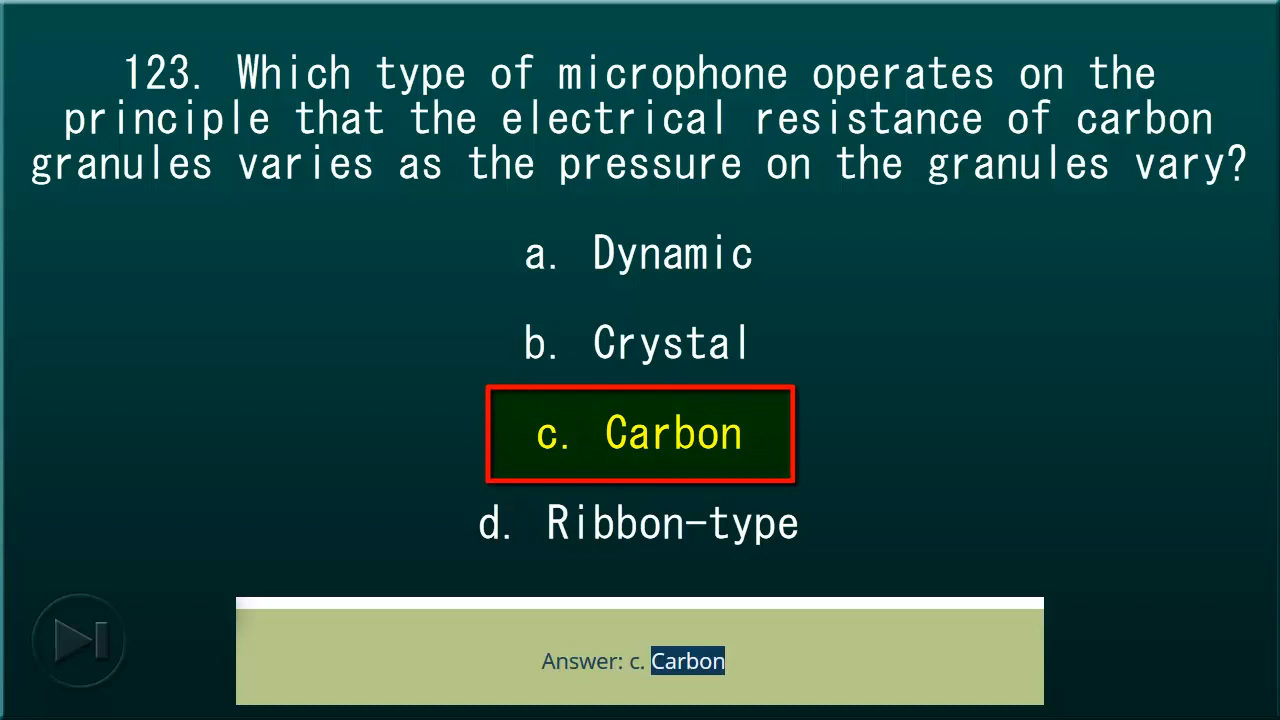 123. Which type of microphone operates on the
principle that the electrical resistance of carbon
granules varies as the pressure on the granules vary?
a. Dynamic
b. Crystal
c. Carbon
d. Ribbon-type
Answer: c. Carbon